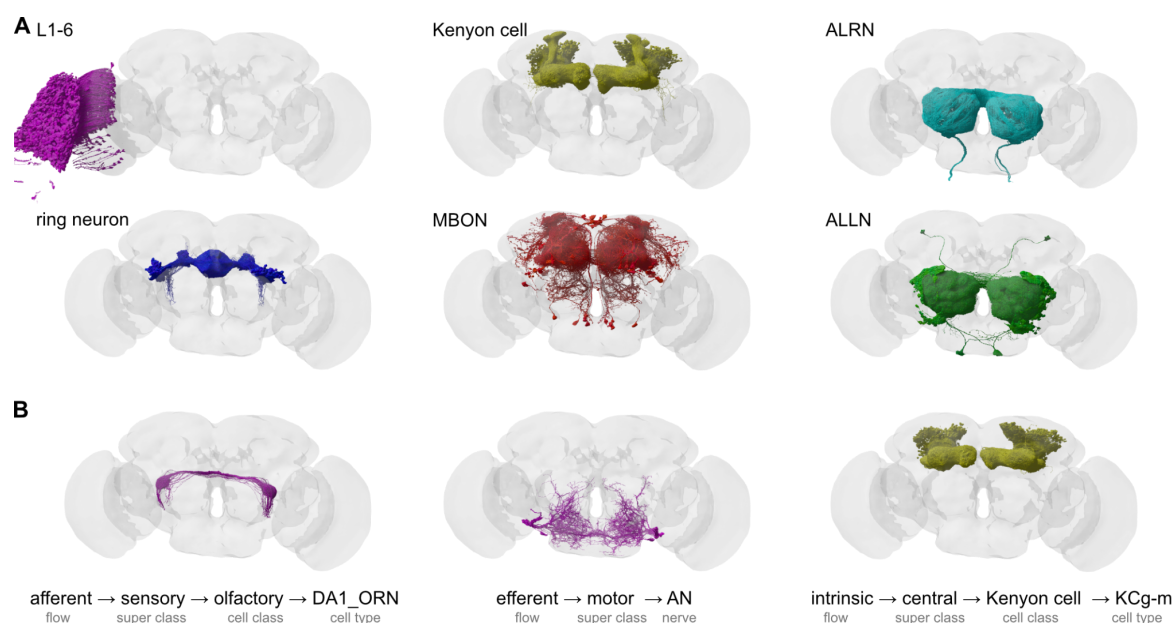 A
L1-6
Kenyon cell
ALRN
ring neuron
MBON
ALLN
B
afferent → sensory → olfactory → DA1_ORN
flow super class cell class cell type
efferent → motor → AN
flow super class nerve
intrinsic → central → Kenyon cell → KCg-m
flow super class cell class cell type